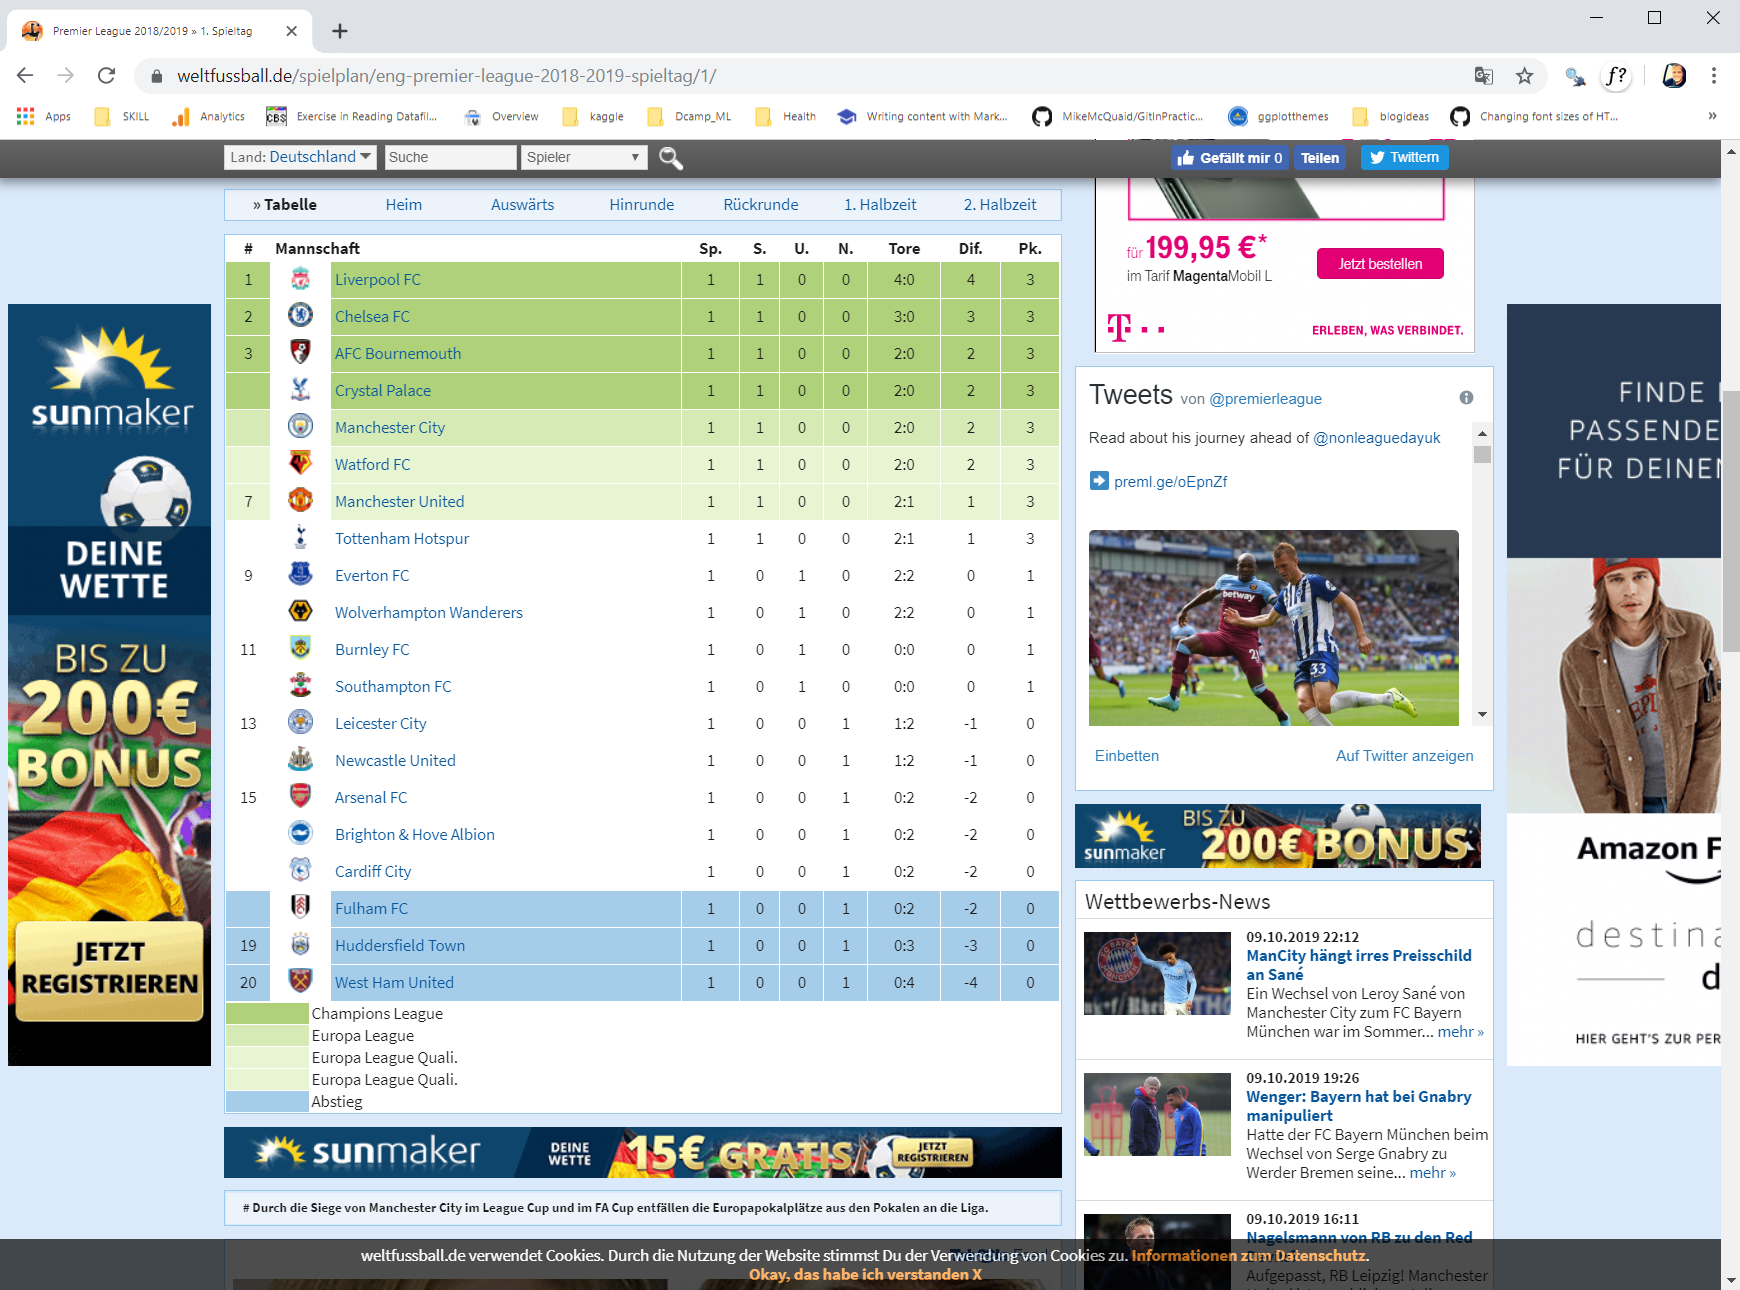 Premier League 2018/2019 » 1. Spieltag
weltfussball.de/spielplan/eng-premier-league-2018-2019-spieltag/1/
Apps SKILL Analytics Exercise in Reading Datafil... Overview kaggle Dcamp_ML Health Writing content with Mark... MikeMcQuaid/GitInPractic... ggplotthemes blogideas Changing font sizes of HT... »
Land: Deutschland Suche Spieler Gefällt mir 0 Teilen Twittern
» Tabelle Heim Auswärts Hinrunde Rückrunde 1. Halbzeit 2. Halbzeit
# Mannschaft Sp. S. U. N. Tore Dif. Pk.
1 Liverpool FC 1 1 0 0 4:0 4 3
2 Chelsea FC 1 1 0 0 3:0 3 3
3 AFC Bournemouth 1 1 0 0 2:0 2 3
Crystal Palace 1 1 0 0 2:0 2 3
Manchester City 1 1 0 0 2:0 2 3
Watford FC 1 1 0 0 2:0 2 3
7 Manchester United 1 1 0 0 2:1 1 3
Tottenham Hotspur 1 1 0 0 2:1 1 3
9 Everton FC 1 0 1 0 2:2 0 1
Wolverhampton Wanderers 1 0 1 0 2:2 0 1
11 Burnley FC 1 0 1 0 0:0 0 1
Southampton FC 1 0 1 0 0:0 0 1
13 Leicester City 1 0 0 1 1:2 -1 0
Newcastle United 1 0 0 1 1:2 -1 0
15 Arsenal FC 1 0 0 1 0:2 -2 0
Brighton & Hove Albion 1 0 0 1 0:2 -2 0
Cardiff City 1 0 0 1 0:2 -2 0
Fulham FC 1 0 0 1 0:2 -2 0
19 Huddersfield Town 1 0 0 1 0:3 -3 0
20 West Ham United 1 0 0 1 0:4 -4 0
Champions League
Europa League
Europa League Quali.
Europa League Quali.
Abstieg
sunmaker DEINE WETTE 15€ GRATIS JETZT REGISTRIEREN
# Durch die Siege von Manchester City im League Cup und im FA Cup entfällen die Europapokalplätze aus den Pokalen an die Liga.
sunmaker
DEINE
WETTE
BIS ZU
200€
BONUS
JETZT
REGISTRIEREN
für 199,95 €*
im Tarif MagentaMobil L
Jetzt bestellen
ERLEBEN, WAS VERBINDET.
Tweets von @premierleague
Read about his journey ahead of @nonleaguedayuk
preml.ge/oEpnZf
betway
33
Einbetten Auf Twitter anzeigen
sunmaker BIS ZU 200€ BONUS
Wettbewerbs-News
09.10.2019 22:12
ManCity hängt irres Preisschild
an Sané
Ein Wechsel von Leroy Sané von
Manchester City zum FC Bayern
München war im Sommer... mehr »
09.10.2019 19:26
Wenger: Bayern hat bei Gnabry
manipuliert
Hatte der FC Bayern München beim
Wechsel von Serge Gnabry zu
Werder Bremen seine... mehr »
09.10.2019 16:11
Nagelsmann von RB zu den Red
Aufgepasst, RB Leipzig! Manchester
FINDE
PASSENDE
FÜR DEINEN
Amazon F
destina
d
HIER GEHT'S ZUR PER
weltfussball.de verwendet Cookies. Durch die Nutzung der Website stimmst Du der Verwendung von Cookies zu. Informationen zum Datenschutz.
Okay, das habe ich verstanden X